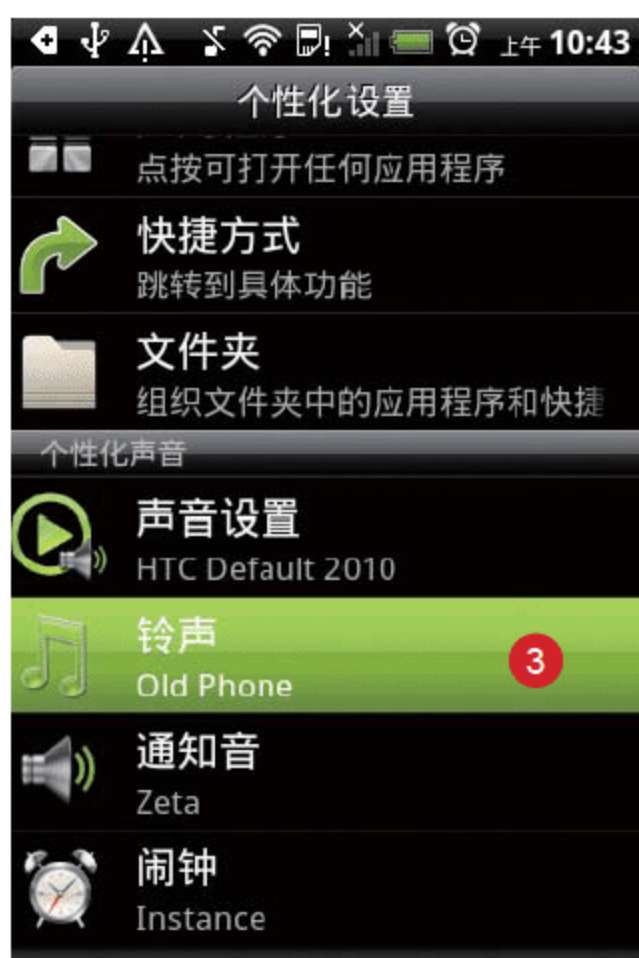 上午 10:43
个性化设置
点按可打开任何应用程序
快捷方式
跳转到具体功能
文件夹
组织文件夹中的应用程序和快捷
个性化声音
声音设置
HTC Default 2010
铃声
3
Old Phone
通知音
Zeta
闹钟
Instance